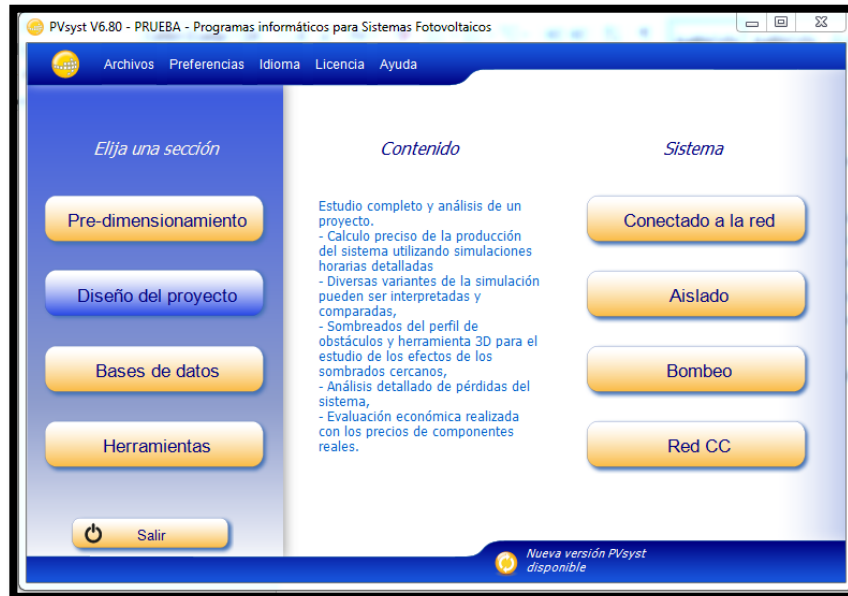 PVsyst V6.80 - PRUEBA - Programas informáticos para Sistemas Fotovoltaicos
Archivos Preferencias Idioma Licencia Ayuda
Elija una sección
Pre-dimensionamiento
Diseño del proyecto
Bases de datos
Herramientas
Salir
Contenido
Estudio completo y análisis de un
proyecto.
- Calculo preciso de la producción
del sistema utilizando simulaciones
horarias detalladas
- Diversas variantes de la simulación
pueden ser interpretadas y
comparadas,
- Sombreados del perfil de
obstáculos y herramienta 3D para el
estudio de los efectos de los
sombrados cercanos,
- Análisis detallado de pérdidas del
sistema,
- Evaluación económica realizada
con los precios de componentes
reales.
Sistema
Conectado a la red
Aislado
Bombeo
Red CC
Nueva versión PVsyst
disponible